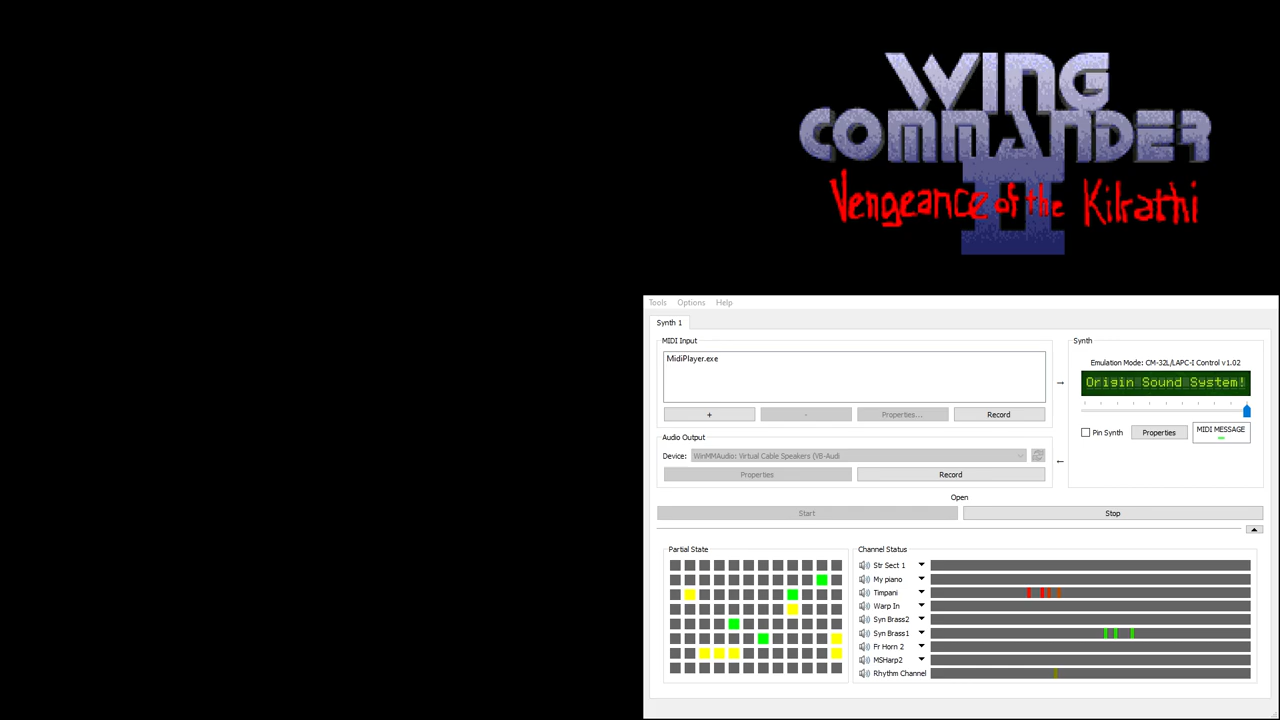 WING
COMMANDER
II
Vengeance of the Kilrathi
Tools Options Help
Synth 1
MIDI Input
MidiPlayer.exe
+ - Properties... Record
Audio Output
Device: WinMMAudio: Virtual Cable Speakers (VB-Audi
Properties Record
Synth
Emulation Mode: CM-32L/LAPC-I Control v1.02
Origin Sound System!
Pin Synth Properties MIDI MESSAGE
Open
Start Stop
Partial State
Channel Status
Str Sect 1
My piano
Timpani
Warp In
Syn Brass2
Syn Brass1
Fr Horn 2
MSHarp2
Rhythm Channel